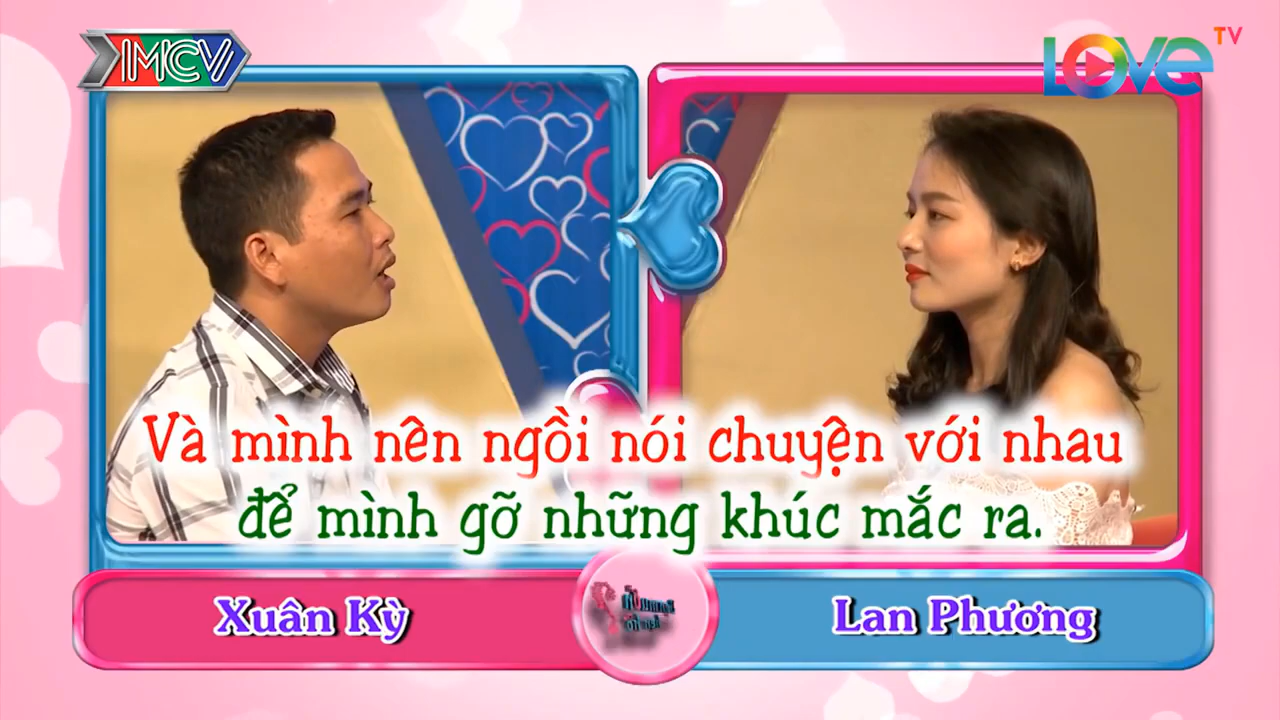 MCV
LOVE TV
Và mình nên ngồi nói chuyện với nhau
để mình gỡ những khúc mắc ra.
Xuân Kỳ
Lan Phương